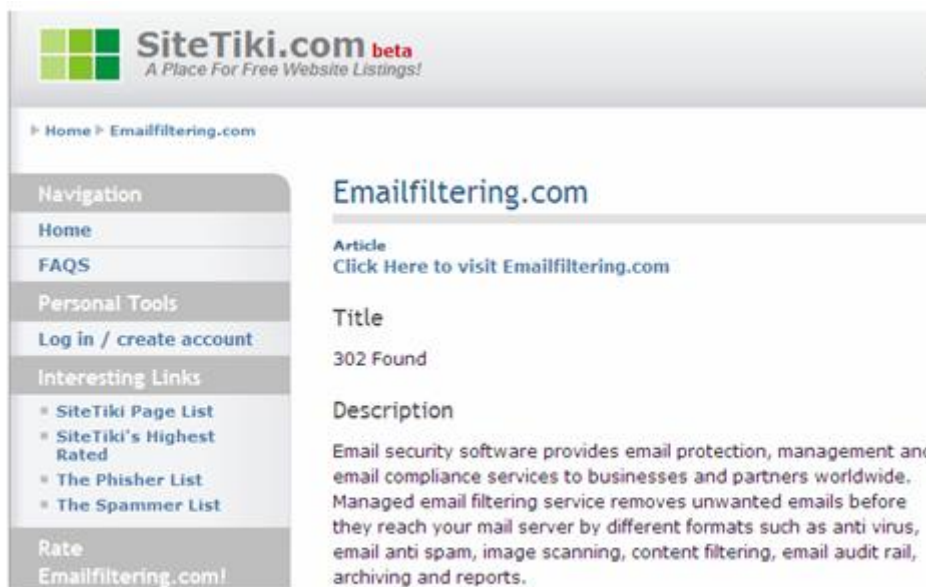 SiteTiki.com beta
A Place For Free Website Listings!
Home Emailfiltering.com
Navigation
Home
FAQS
Personal Tools
Log in / create account
Interesting Links
SiteTiki Page List
SiteTiki's Highest
Rated
The Phisher List
The Spammer List
Rate
Emailfiltering.com!
Emailfiltering.com
Article
Click Here to visit Emailfiltering.com
Title
302 Found
Description
Email security software provides email protection, management and
email compliance services to businesses and partners worldwide.
Managed email filtering service removes unwanted emails before
they reach your mail server by different formats such as anti virus,
email anti spam, image scanning, content filtering, email audit rail,
archiving and reports.